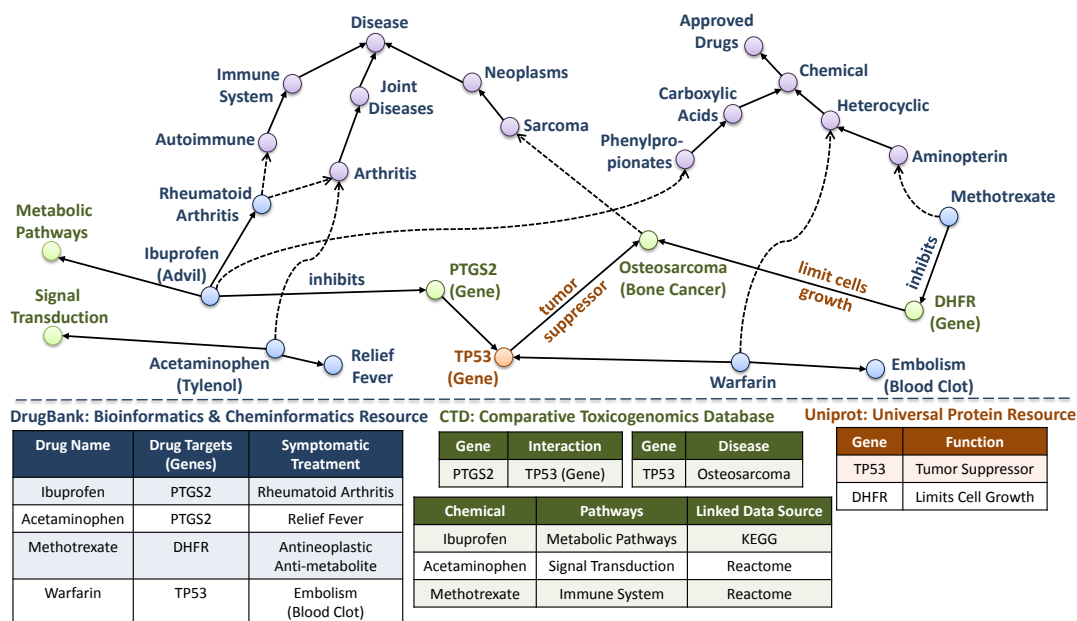 Disease
Approved
Drugs
Immune
System
Joint
Diseases
Neoplasms
Chemical
Carboxylic
Acids
Heterocyclic
Autoimmune
Sarcoma
Phenylpro-
pionates
Aminopterin
Arthritis
Rheumatoid
Arthritis
Methotrexate
Metabolic
Pathways
Ibuprofen
(Advil)
inhibits
PTGS2
(Gene)
Osteosarcoma
(Bone Cancer)
limit cells
growth
inhibits
DHFR
(Gene)
Signal
Transduction
tumor
suppressor
Acetaminophen
(Tylenol)
Relief
Fever
TP53
(Gene)
Warfarin
Embolism
(Blood Clot)
DrugBank: Bioinformatics & Cheminformatics Resource
Drug Name
Drug Targets
(Genes)
Symptomatic
Treatment
Ibuprofen
PTGS2
Rheumatoid Arthritis
Acetaminophen
PTGS2
Relief Fever
Methotrexate
DHFR
Antineoplastic
Anti-metabolite
Warfarin
TP53
Embolism
(Blood Clot)
CTD: Comparative Toxicogenomics Database
Gene
Interaction
PTGS2
TP53 (Gene)
Gene
Disease
TP53
Osteosarcoma
Chemical
Pathways
Linked Data Source
Ibuprofen
Metabolic Pathways
KEGG
Acetaminophen
Signal Transduction
Reactome
Methotrexate
Immune System
Reactome
Uniprot: Universal Protein Resource
Gene
Function
TP53
Tumor Suppressor
DHFR
Limits Cell Growth